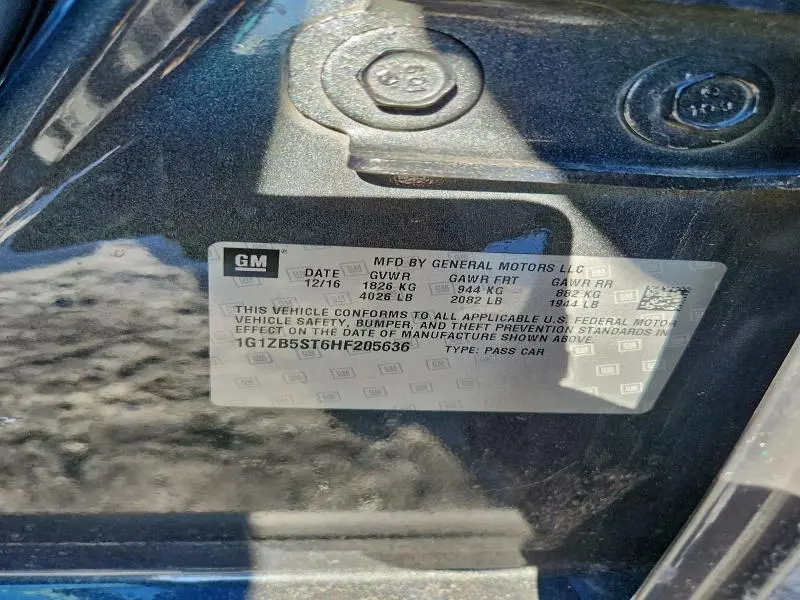 GM
MFD BY GENERAL MOTORS LLC
DATE GVWR GAWR FRT GAWR RR
12/16 1826 KG 944 KG 882 KG
4026 LB 2082 LB 1944 LB
THIS VEHICLE CONFORMS TO ALL APPLICABLE U.S. FEDERAL MOTOR
VEHICLE SAFETY, BUMPER, AND THEFT PREVENTION STANDARDS IN
EFFECT ON THE DATE OF MANUFACTURE SHOWN ABOVE.
1G1ZB5ST6HF205636 TYPE: PASS CAR